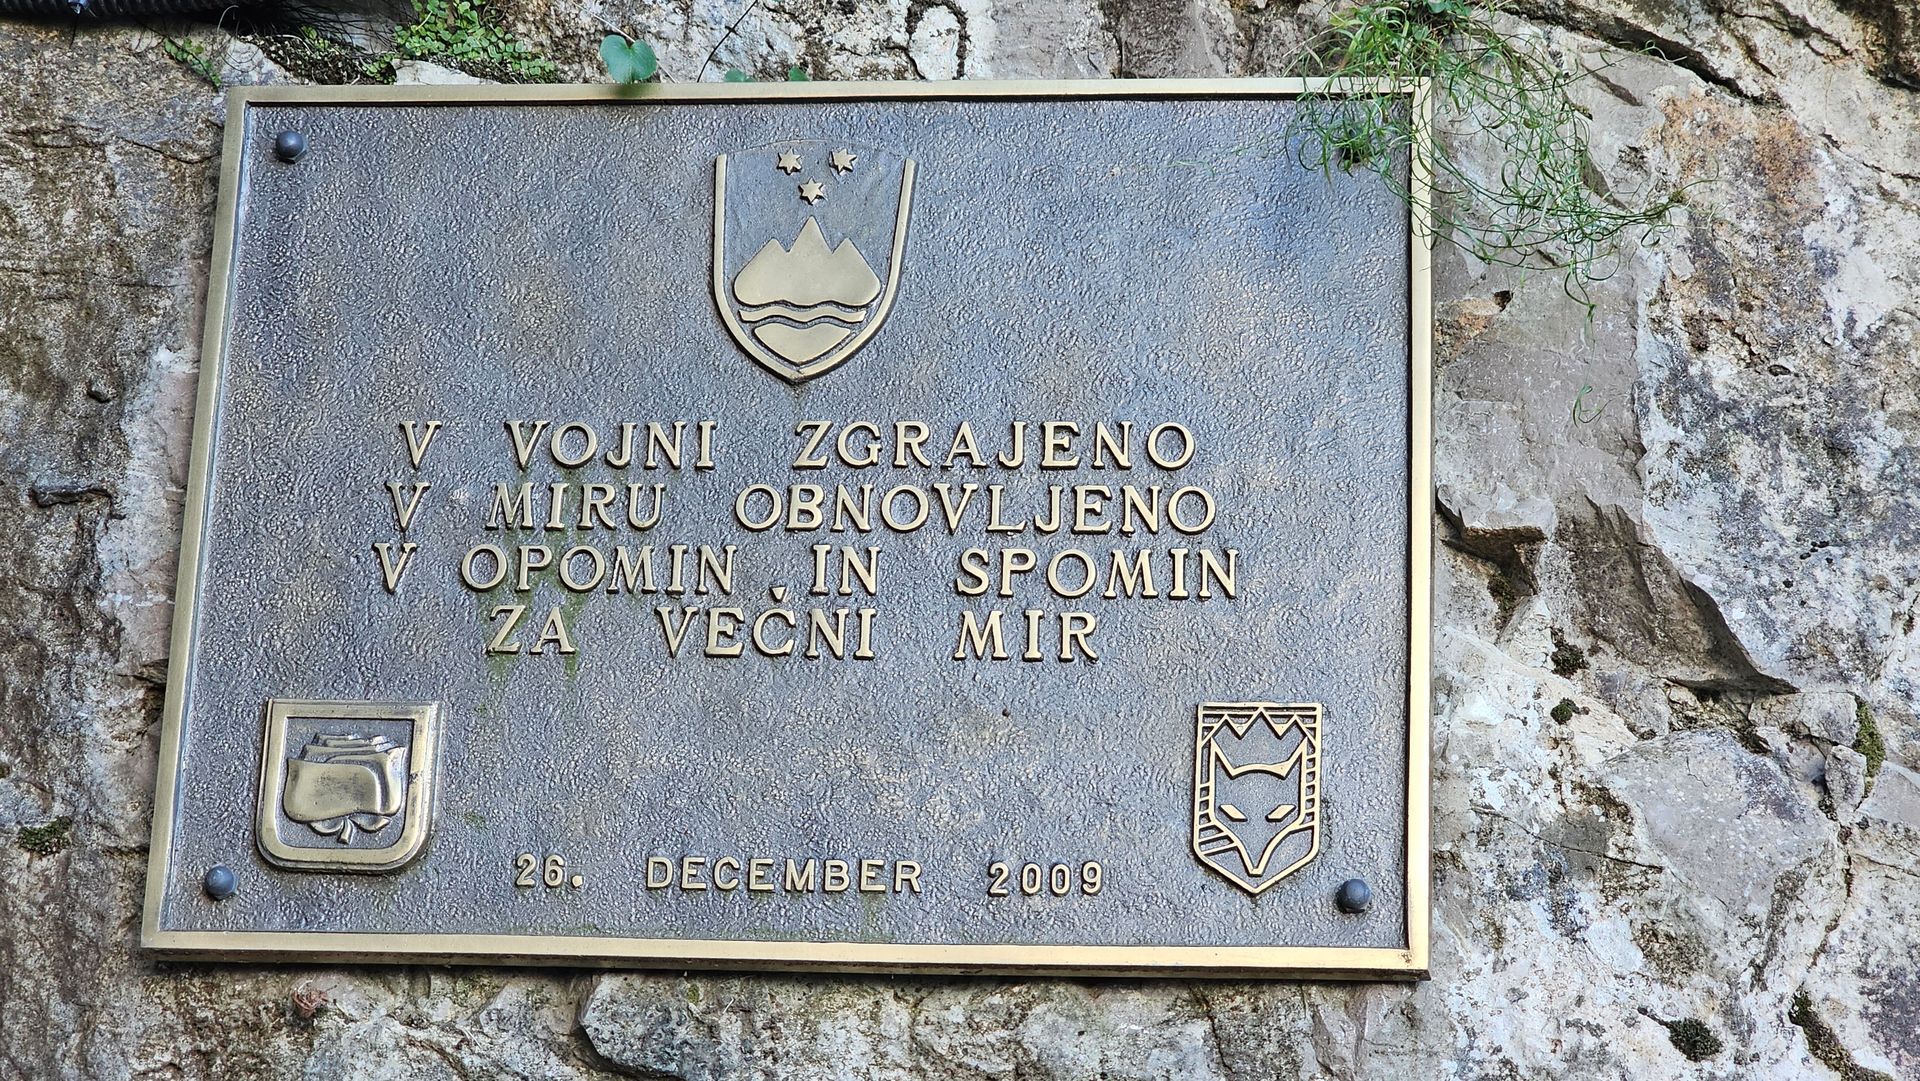 V VOJNI ZGRAJENO
V MIRU OBNOVLJENO
V OPOMIN IN SPOMIN
ZA VEČNI MIR
26. DECEMBER 2009